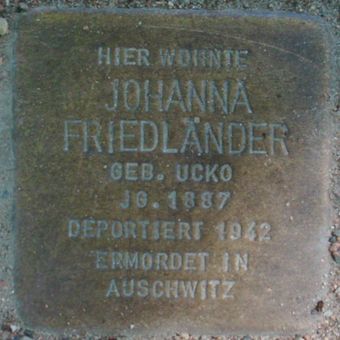 HIER WOHNTE
JOHANNA
FRIEDLÄNDER
GEB. UCKO
JG. 1887
DEPORTIERT 1942
ERMORDET IN
AUSCHWITZ